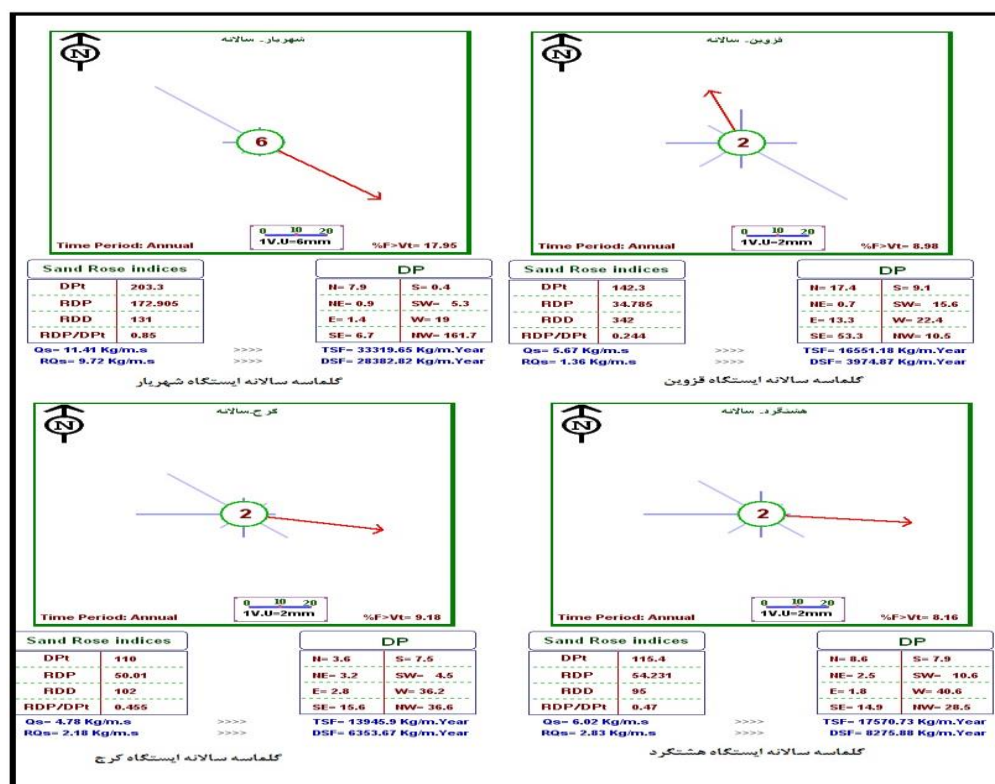 شهریار - سالانه
N
6
0 10 20
1V.U=6mm
Time Period: Annual
%F>Vt= 17.95
Sand Rose indices
DPt 203.3
RDP 172.905
RDD 131
RDP/DPt 0.85
DP
N= 7.9 S= 0.4
NE= 0.9 SW= 5.3
E= 1.4 W= 19
SE= 6.7 NW= 161.7
Qs= 11.41 Kg/m.s >>>> TSF= 33319.65 Kg/m.Year
RQs= 9.72 Kg/m.s >>>> DSF= 28382.82 Kg/m.Year
گلماسه سالانه ایستگاه شهریار
قزوین - سالانه
N
2
0 10 20
1V.U=2mm
%F>Vt= 8.98
Time Period: Annual
Sand Rose indices
DPt 142.3
RDP 34.785
RDD 342
RDP/DPt 0.244
DP
N= 17.4 S= 9.1
NE= 0.7 SW= 15.6
E= 13.3 W= 22.4
SE= 53.3 NW= 10.5
Qs= 5.67 Kg/m.s >>>> TSF= 16551.18 Kg/m.Year
RQs= 1.36 Kg/m.s >>>> DSF= 3974.87 Kg/m.Year
گلماسه سالانه ایستگاه قزوین
کرج-سالانه
N
2
0 10 20
1V.U=2mm
Time Period: Annual
%F>Vt= 9.18
Sand Rose indices
DPt 110
RDP 50.01
RDD 102
RDP/DPt 0.455
DP
N= 3.6 S= 7.5
NE= 3.2 SW= 4.5
E= 2.8 W= 36.2
SE= 15.6 NW= 36.6
Qs= 4.78 Kg/m.s >>>> TSF= 13945.9 Kg/m.Year
RQs= 2.18 Kg/m.s >>>> DSF= 6353.67 Kg/m.Year
گلماسه سالانه ایستگاه کرج
هشتگرد - سالانه
N
2
0 10 20
1V.U=2mm
Time Period: Annual
%F>Vt= 8.16
Sand Rose indices
DPt 115.4
RDP 54.231
RDD 95
RDP/DPt 0.47
DP
N= 8.6 S= 7.9
NE= 2.5 SW= 10.6
E= 1.8 W= 40.6
SE= 14.9 NW= 28.5
Qs= 6.02 Kg/m.s >>>> TSF= 17570.73 Kg/m.Year
RQs= 2.83 Kg/m.s >>>> DSF= 8275.88 Kg/m.Year
گلماسه سالانه ایستگاه هشتگرد